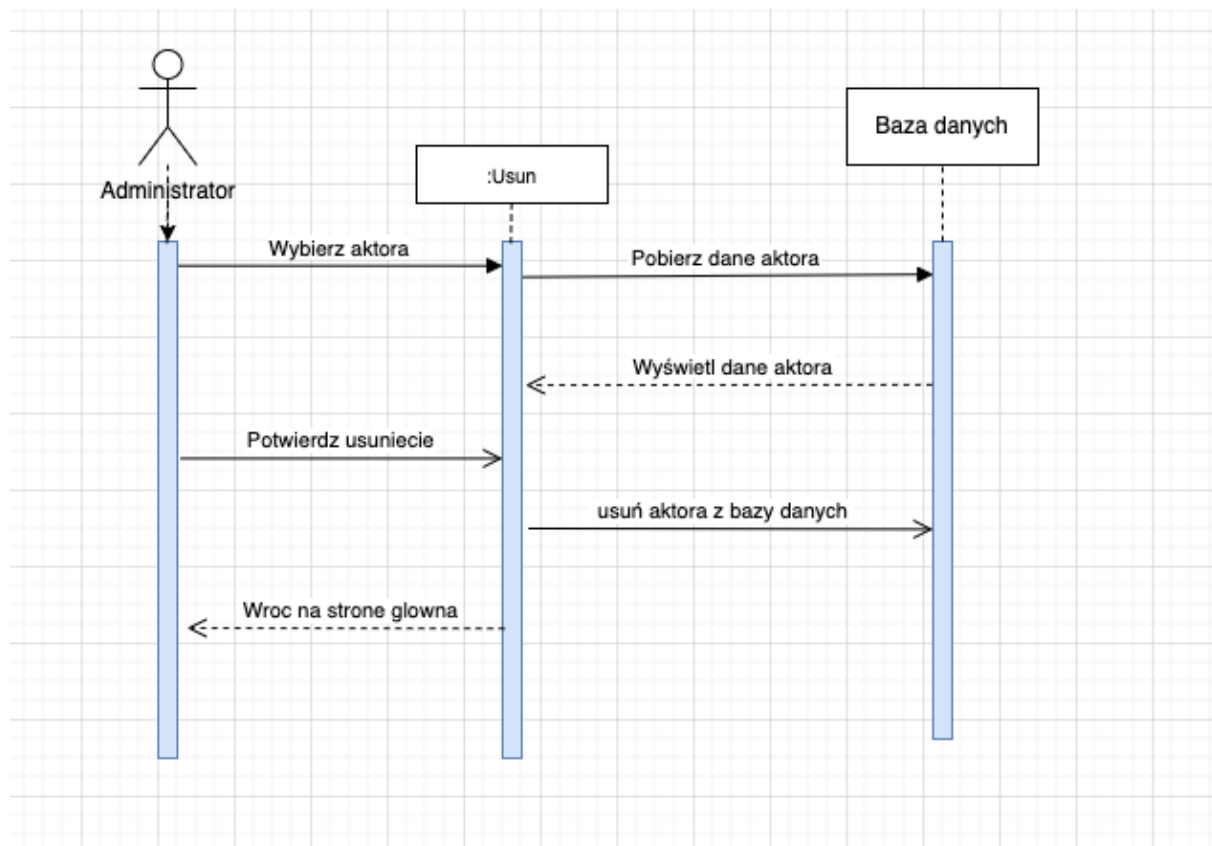 Baza danych
:Usun
Administrator
Wybierz aktora
Pobierz dane aktora
Wyświetl dane aktora
Potwierdz usuniecie
usuń aktora z bazy danych
Wroc na strone glowna